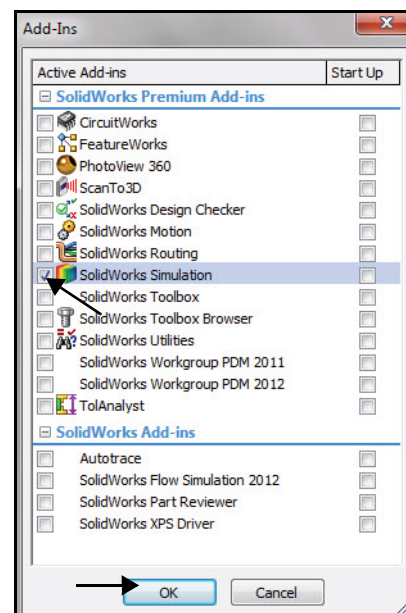 Add-Ins
Active Add-ins Start Up
SolidWorks Premium Add-ins
CircuitWorks
FeatureWorks
PhotoView 360
ScanTo3D
SolidWorks Design Checker
SolidWorks Motion
SolidWorks Routing
SolidWorks Simulation
SolidWorks Toolbox
SolidWorks Toolbox Browser
SolidWorks Utilities
SolidWorks Workgroup PDM 2011
SolidWorks Workgroup PDM 2012
TolAnalyst
SolidWorks Add-ins
Autotrace
SolidWorks Flow Simulation 2012
SolidWorks Part Reviewer
SolidWorks XPS Driver
OK Cancel